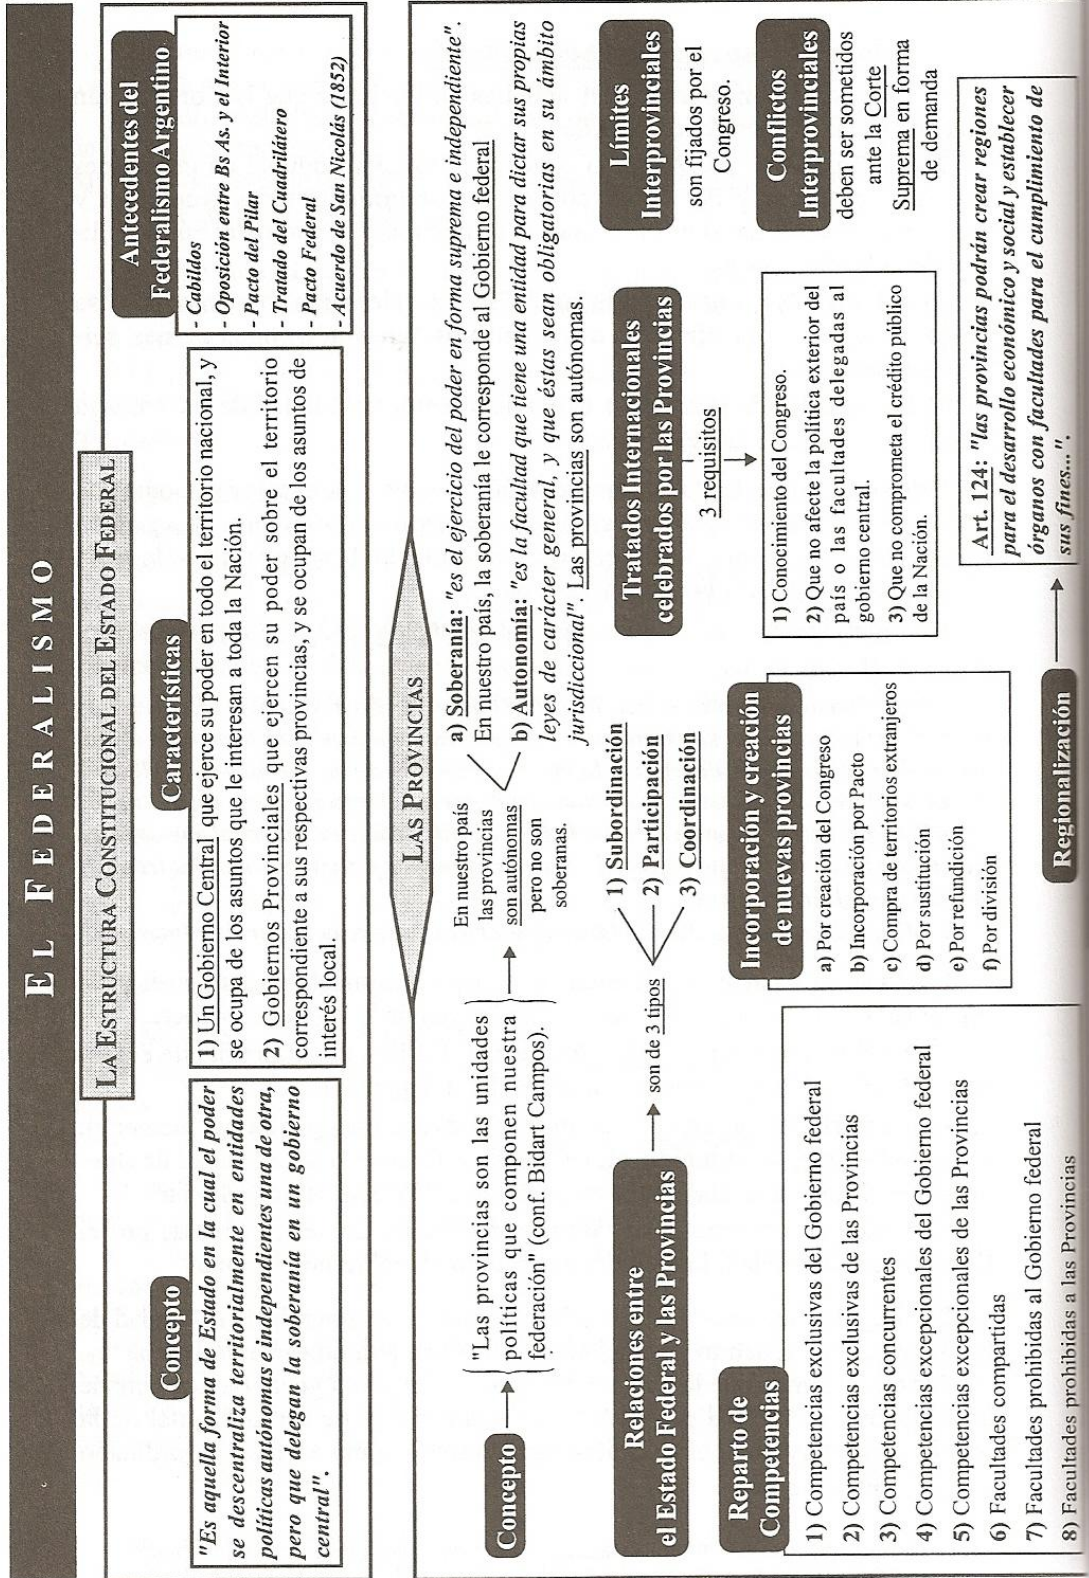 EL FEDERALISMO
LA ESTRUCTURA CONSTITUCIONAL DEL ESTADO FEDERAL
Concepto
"Es aquella forma de Estado en la cual el poder
se descentraliza territorialmente en entidades
políticas autónomas e independientes una de otra,
pero que delegan la soberanía en un gobierno
central".
Características
1) Un Gobierno Central que ejerce su poder en todo el territorio nacional, y
se ocupa de los asuntos que le interesan a toda la Nación.
2) Gobiernos Provinciales que ejercen su poder sobre el territorio
correspondiente a sus respectivas provincias, y se ocupan de los asuntos de
interés local.
Antecedentes del
Federalismo Argentino
- Cabildos
- Oposición entre Bs As. y el Interior
- Pacto del Pilar
- Tratado del Cuadrilátero
- Pacto Federal
- Acuerdo de San Nicolás (1852)
LAS PROVINCIAS
Concepto
"Las provincias son las unidades
políticas que componen nuestra
federación" (conf. Bidart Campos).
En nuestro país
las provincias
son autónomas
pero no son
soberanas.
a) Soberanía: "es el ejercicio del poder en forma suprema e independiente".
En nuestro país, la soberanía le corresponde al Gobierno federal
b) Autonomía: "es la facultad que tiene una entidad para dictar sus propias
leyes de carácter general, y que éstas sean obligatorias en su ámbito
jurisdiccional". Las provincias son autónomas.
Relaciones entre
el Estado Federal y las Provincias
son de 3 tipos
1) Subordinación
2) Participación
3) Coordinación
Reparto de
Competencias
1) Competencias exclusivas del Gobierno federal
2) Competencias exclusivas de las Provincias
3) Competencias concurrentes
4) Competencias excepcionales del Gobierno federal
5) Competencias excepcionales de las Provincias
6) Facultades compartidas
7) Facultades prohibidas al Gobierno federal
8) Facultades prohibidas a las Provincias
Incorporación y creación
de nuevas provincias
a) Por creación del Congreso
b) Incorporación por Pacto
c) Compra de territorios extranjeros
d) Por sustitución
e) Por refundición
f) Por división
Tratados Internacionales
celebrados por las Provincias
3 requisitos
1) Conocimiento del Congreso.
2) Que no afecte la política exterior del
país o las facultades delegadas al
gobierno central.
3) Que no comprometa el crédito público
de la Nación.
Límites
Interprovinciales
son fijados por el
Congreso.
Conflictos
Interprovinciales
deben ser sometidos
ante la Corte
Suprema en forma
de demanda
Regionalización
Art. 124: "las provincias podrán crear regiones
para el desarrollo económico y social y establecer
órganos con facultades para el cumplimiento de
sus fines...".